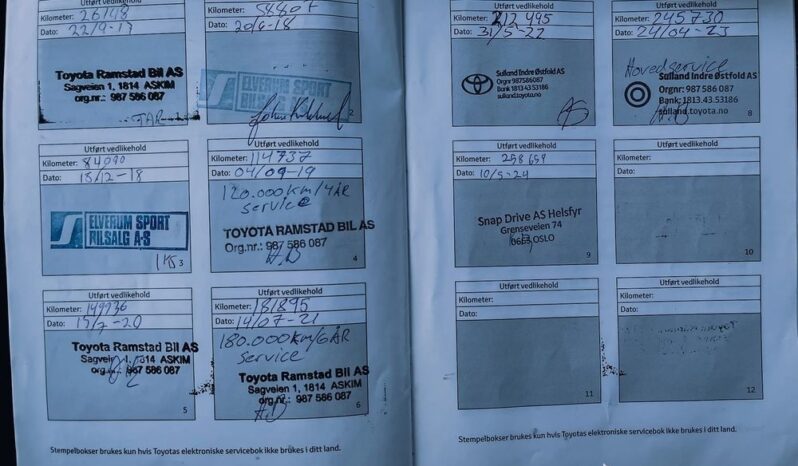 Utført vedlikehold
Kilometer: 26148
Dato: 22/9-17
Toyota Ramstad Bil AS
Sagveien 1, 1814 ASKIM
org.nr.: 987 586 087
Utført vedlikehold
Kilometer: 58807
Dato: 20/6-18
ELVERUM SPORT
BILSALG A·S
2
Utført vedlikehold
Kilometer: 84090
Dato: 15/12-18
ELVERUM SPORT
BILSALG A·S
3
Utført vedlikehold
Kilometer: 114737
Dato: 04/09-19
120.000km/4ÅR
service
TOYOTA RAMSTAD BIL AS
Org.nr.: 987 586 087
4
Utført vedlikehold
Kilometer: 149936
Dato: 15/7-20
Toyota Ramstad Bil AS
Sagveien 1, 1814 ASKIM
org.nr.: 987 586 087
5
Utført vedlikehold
Kilometer: 181895
Dato: 14/07-21
180.000km/6ÅR
service
Toyota Ramstad Bil AS
Sagveien 1, 1814 ASKIM
org.nr.: 987 586 087
6
Stempelbokser brukes kun hvis Toyotas elektroniske servicebok ikke brukes i ditt land.
Utført vedlikehold
Kilometer: 212 495
Dato: 31/5-22
Sulland Indre Østfold AS
Orgnr 987586087
Bank 1813 43 53186
sulland.toyota.no
Utført vedlikehold
Kilometer: 245730
Dato: 24/04-23
Hovedservice
Sulland Indre Østfold AS
Orgnr: 987 586 087
Bank: 1813.43.53186
sulland.toyota.no
8
Utført vedlikehold
Kilometer: 258659
Dato: 10/5-24
Snap Drive AS Helsfyr
Grenseveien 74
0663 OSLO
9
Utført vedlikehold
Kilometer:
Dato:
10
Utført vedlikehold
Kilometer:
Dato:
11
Utført vedlikehold
Kilometer:
Dato:
12
Stempelbokser brukes kun hvis Toyotas elektroniske servicebok ikke brukes i ditt land.